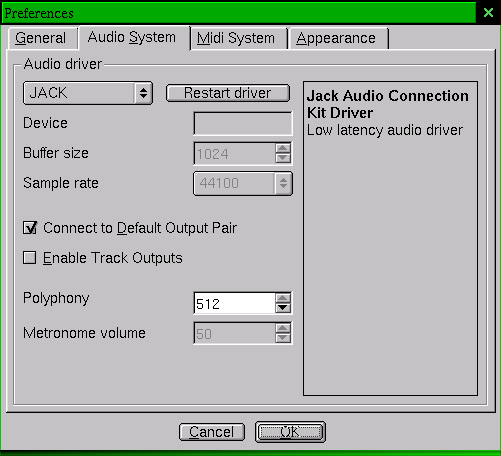 Preferences
General
Audio System
Midi System
Appearance
Audio driver
JACK
Restart driver
Device
Buffer size
1024
Sample rate
44100
Connect to Default Output Pair
Enable Track Outputs
Polyphony
512
Metronome volume
50
Jack Audio Connection
Kit Driver
Low latency audio driver
Cancel
OK